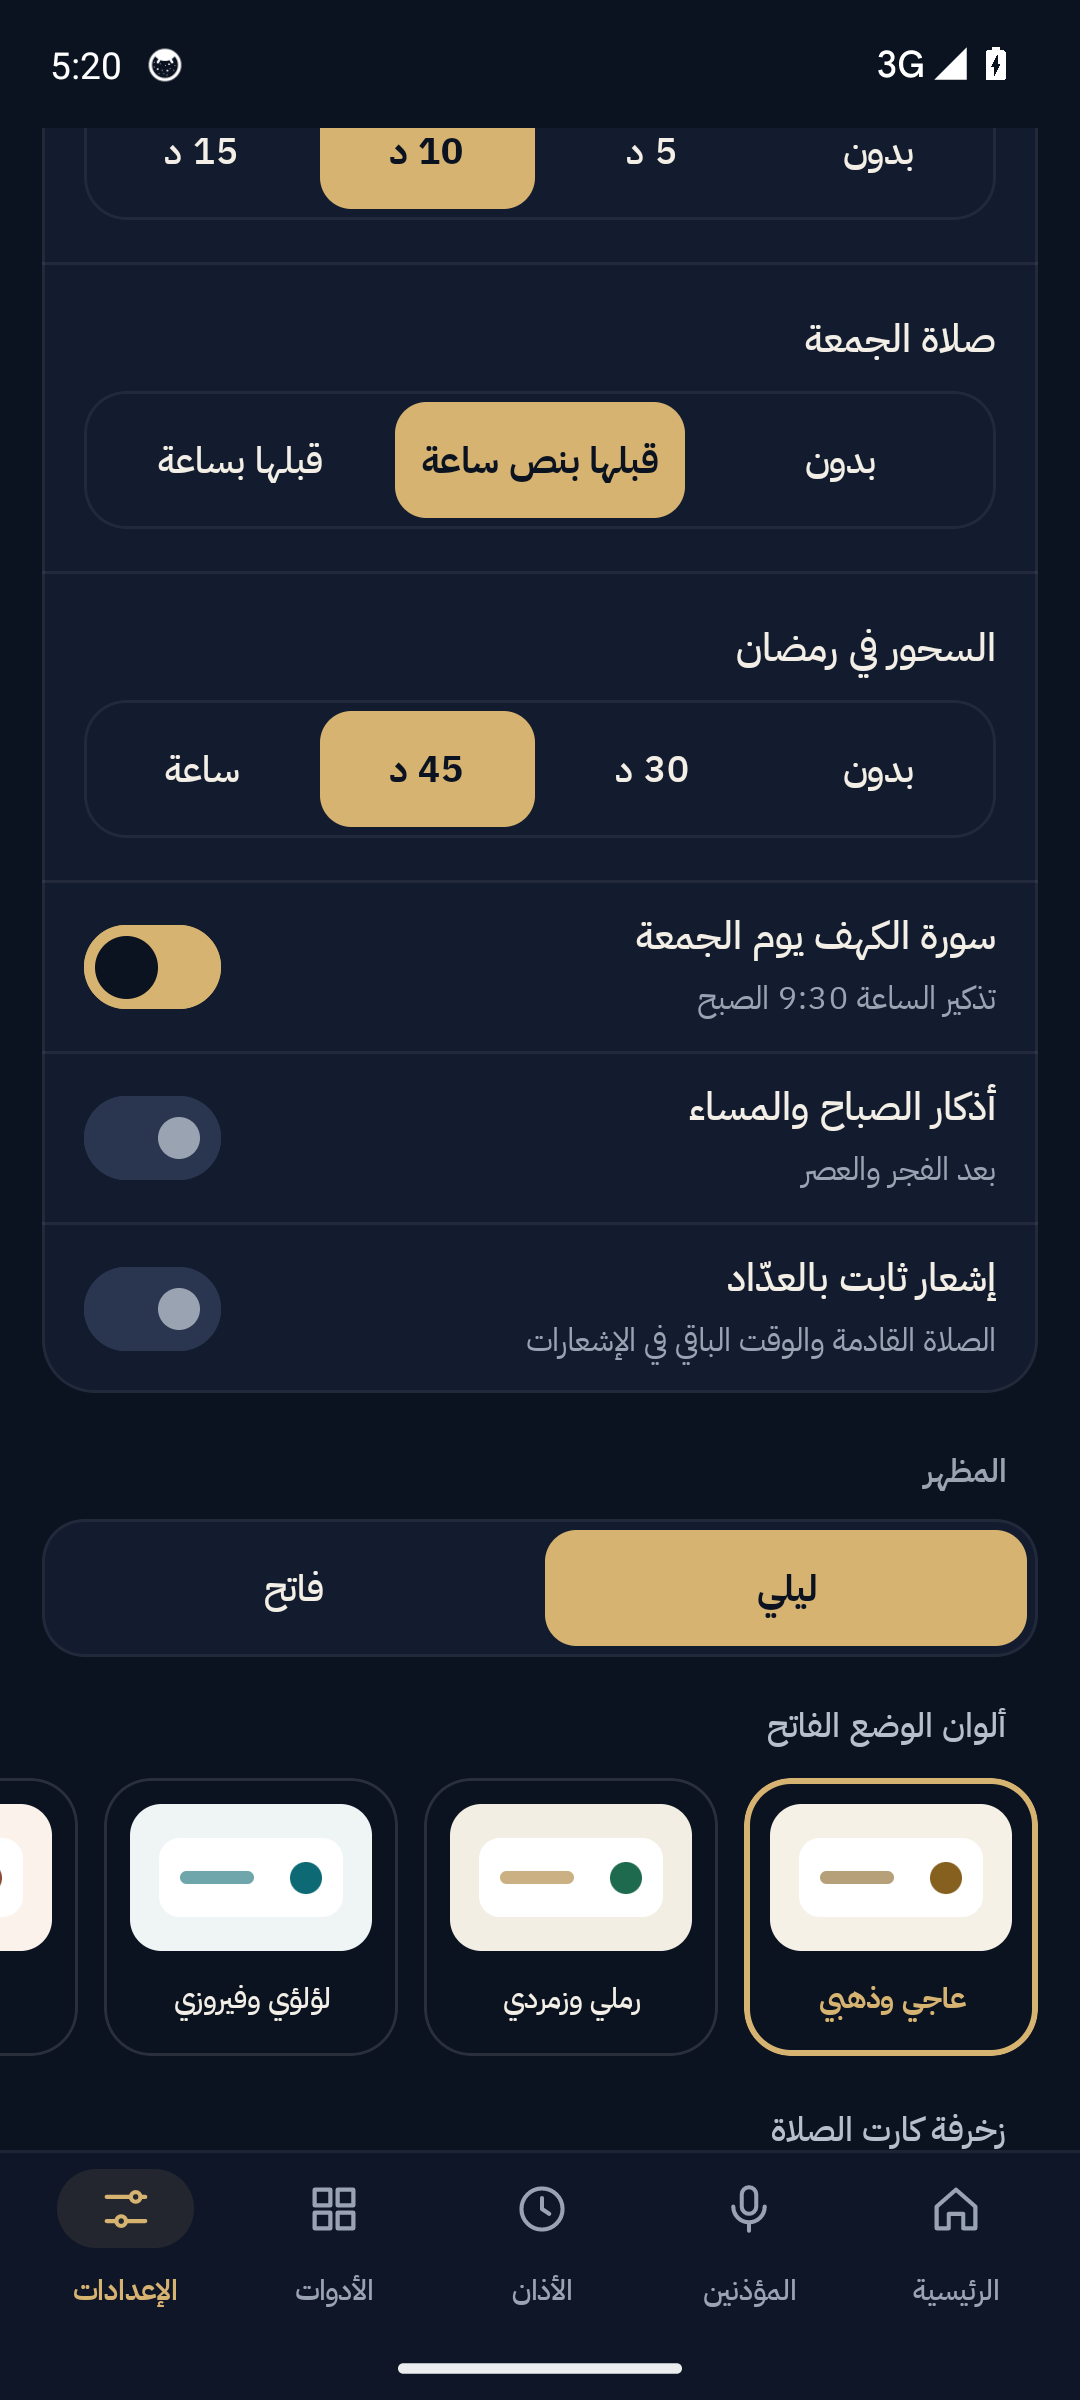 5:20
3G
بدون
5 د
10 د
15 د
صلاة الجمعة
بدون
قبلها بنص ساعة
قبلها بساعة
السحور في رمضان
بدون
30 د
45 د
ساعة
سورة الكهف يوم الجمعة
تذكير الساعة 9:30 الصبح
أذكار الصباح والمساء
بعد الفجر والعصر
إشعار ثابت بالعدّاد
الصلاة القادمة والوقت الباقي في الإشعارات
المظهر
ليلي
فاتح
ألوان الوضع الفاتح
عاجي وذهبي
رملي وزمردي
لؤلؤي وفيروزي
زخرفة كارت الصلاة
الرئيسية
المؤذنين
الأذان
الأدوات
الإعدادات